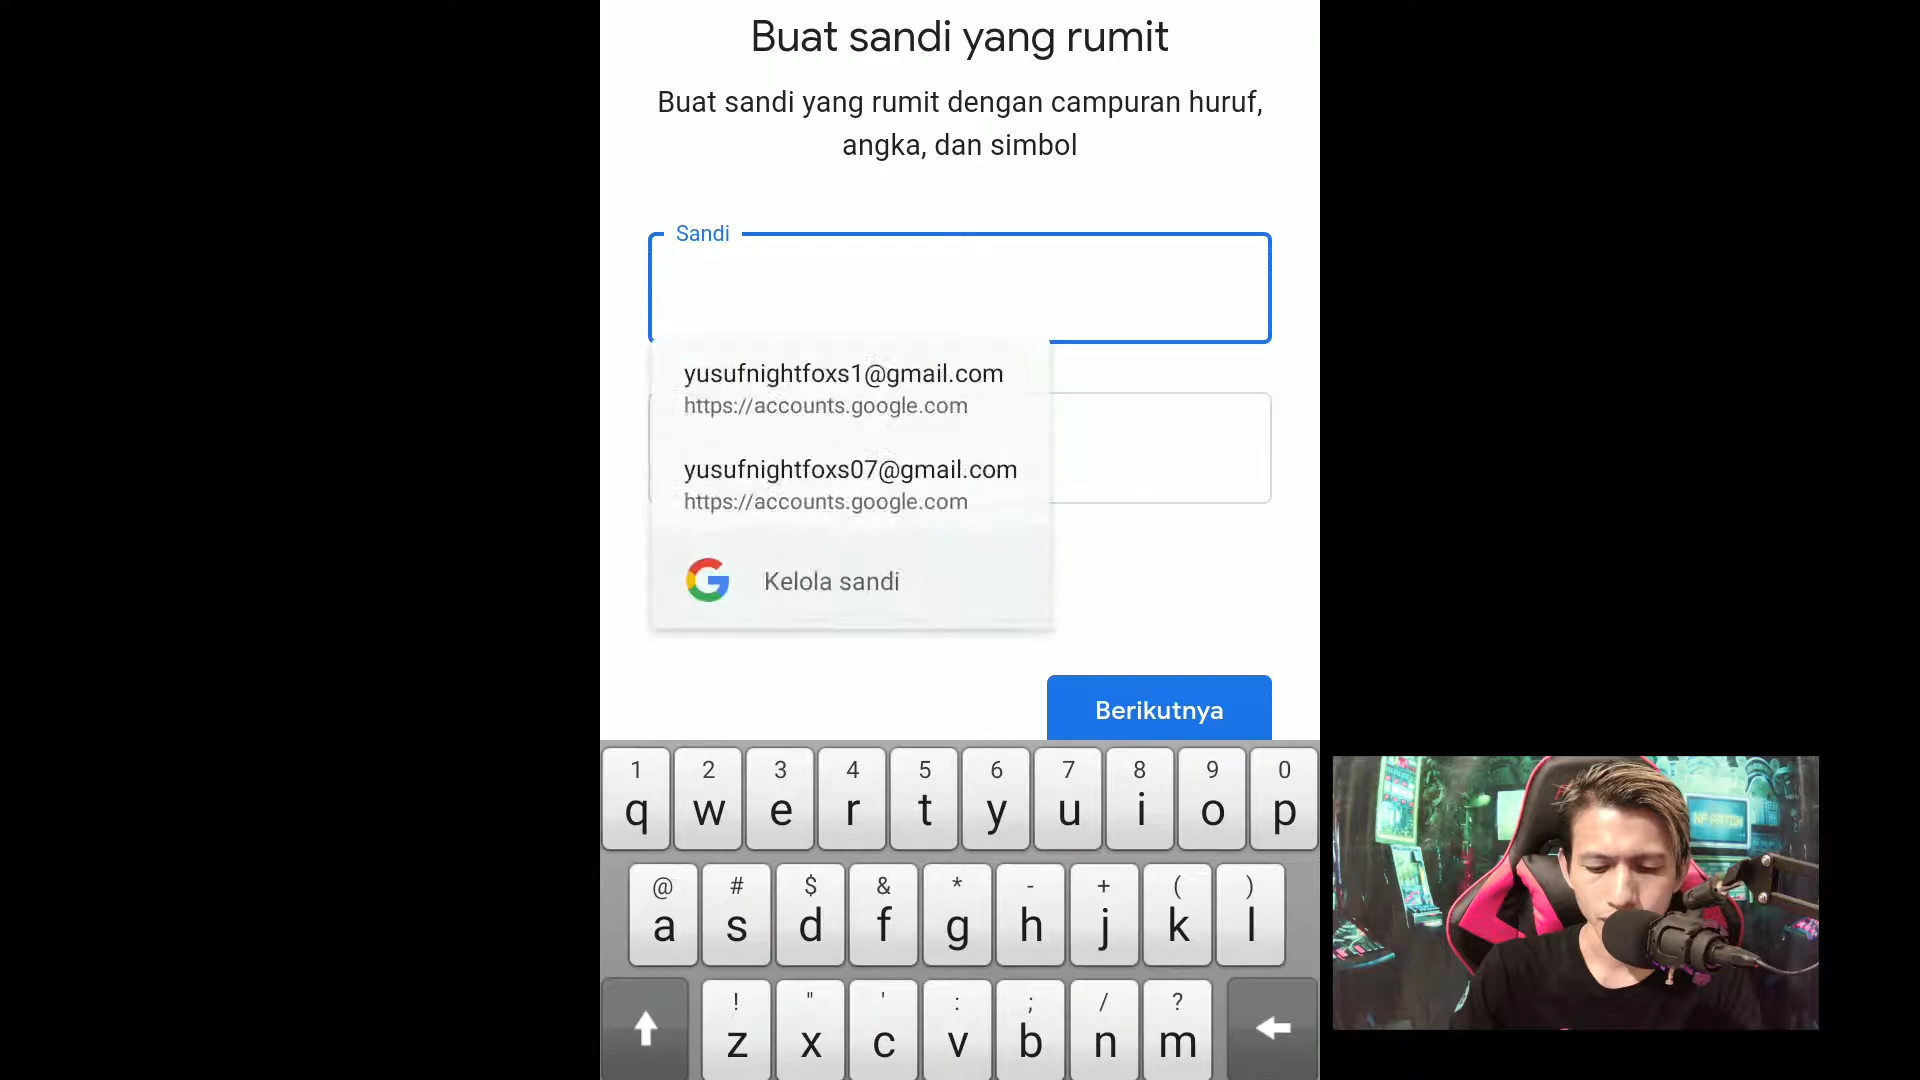 Buat sandi yang rumit
Buat sandi yang rumit dengan campuran huruf,
angka, dan simbol
Sandi
yusufnightfoxs1@gmail.com
https://accounts.google.com
yusufnightfoxs07@gmail.com
https://accounts.google.com
Kelola sandi
Berikutnya
1 2 3 4 5 6 7 8 9 0
q w e r t y u i o p
@ # $ & * - + ( )
a s d f g h j k l
! " ' : ; / ?
z x c v b n m